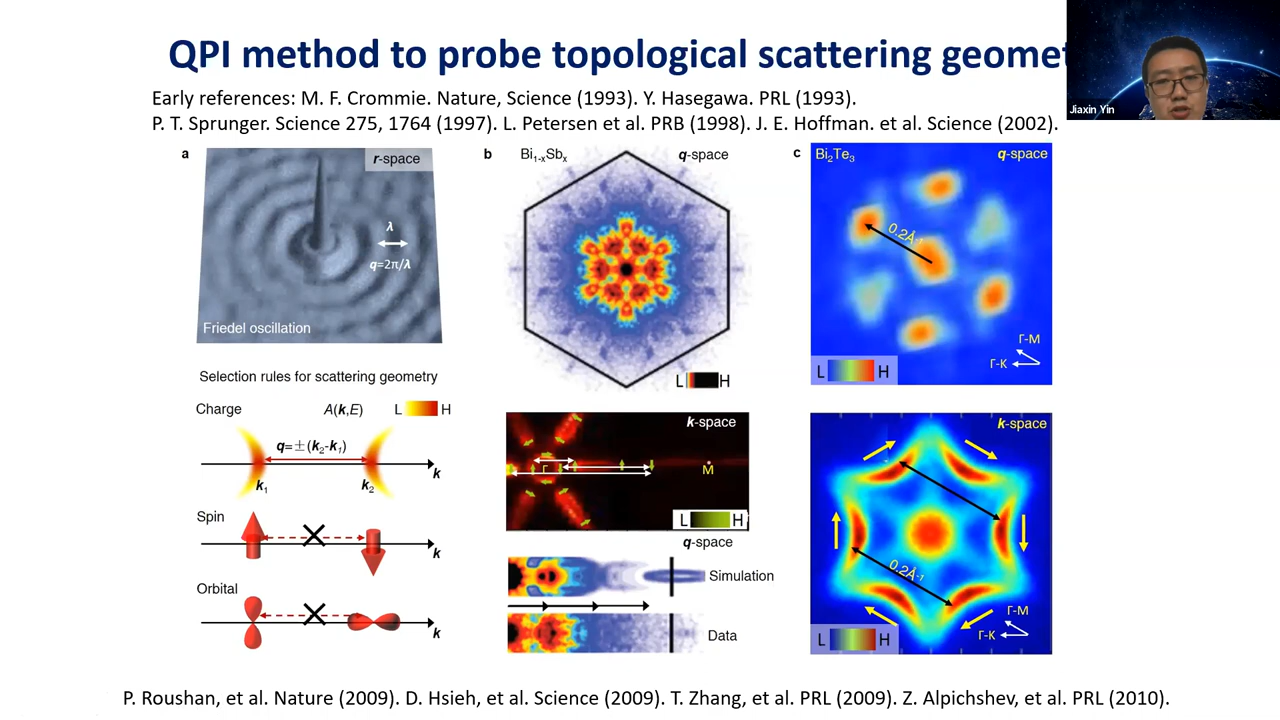 QPI method to probe topological scattering geomet
Jiaxin Yin
Early references: M. F. Crommie. Nature, Science (1993). Y. Hasegawa. PRL (1993).
P. T. Sprunger. Science 275, 1764 (1997). L. Petersen et al. PRB (1998). J. E. Hoffman. et al. Science (2002).
a
r-space
λ
q=2π/λ
Friedel oscillation
Selection rules for scattering geometry
Charge
A(k,E)
L H
q=±(k2-k1)
k1
k2
k
Spin
k
Orbital
k
b
Bi1-xSbx
q-space
L H
k-space
Γ
M
L H
q-space
Simulation
Data
c
Bi2Te3
q-space
0.2Å-1
Γ-M
Γ-K
L H
k-space
0.2Å-1
Γ-M
Γ-K
L H
P. Roushan, et al. Nature (2009). D. Hsieh, et al. Science (2009). T. Zhang, et al. PRL (2009). Z. Alpichshev, et al. PRL (2010).